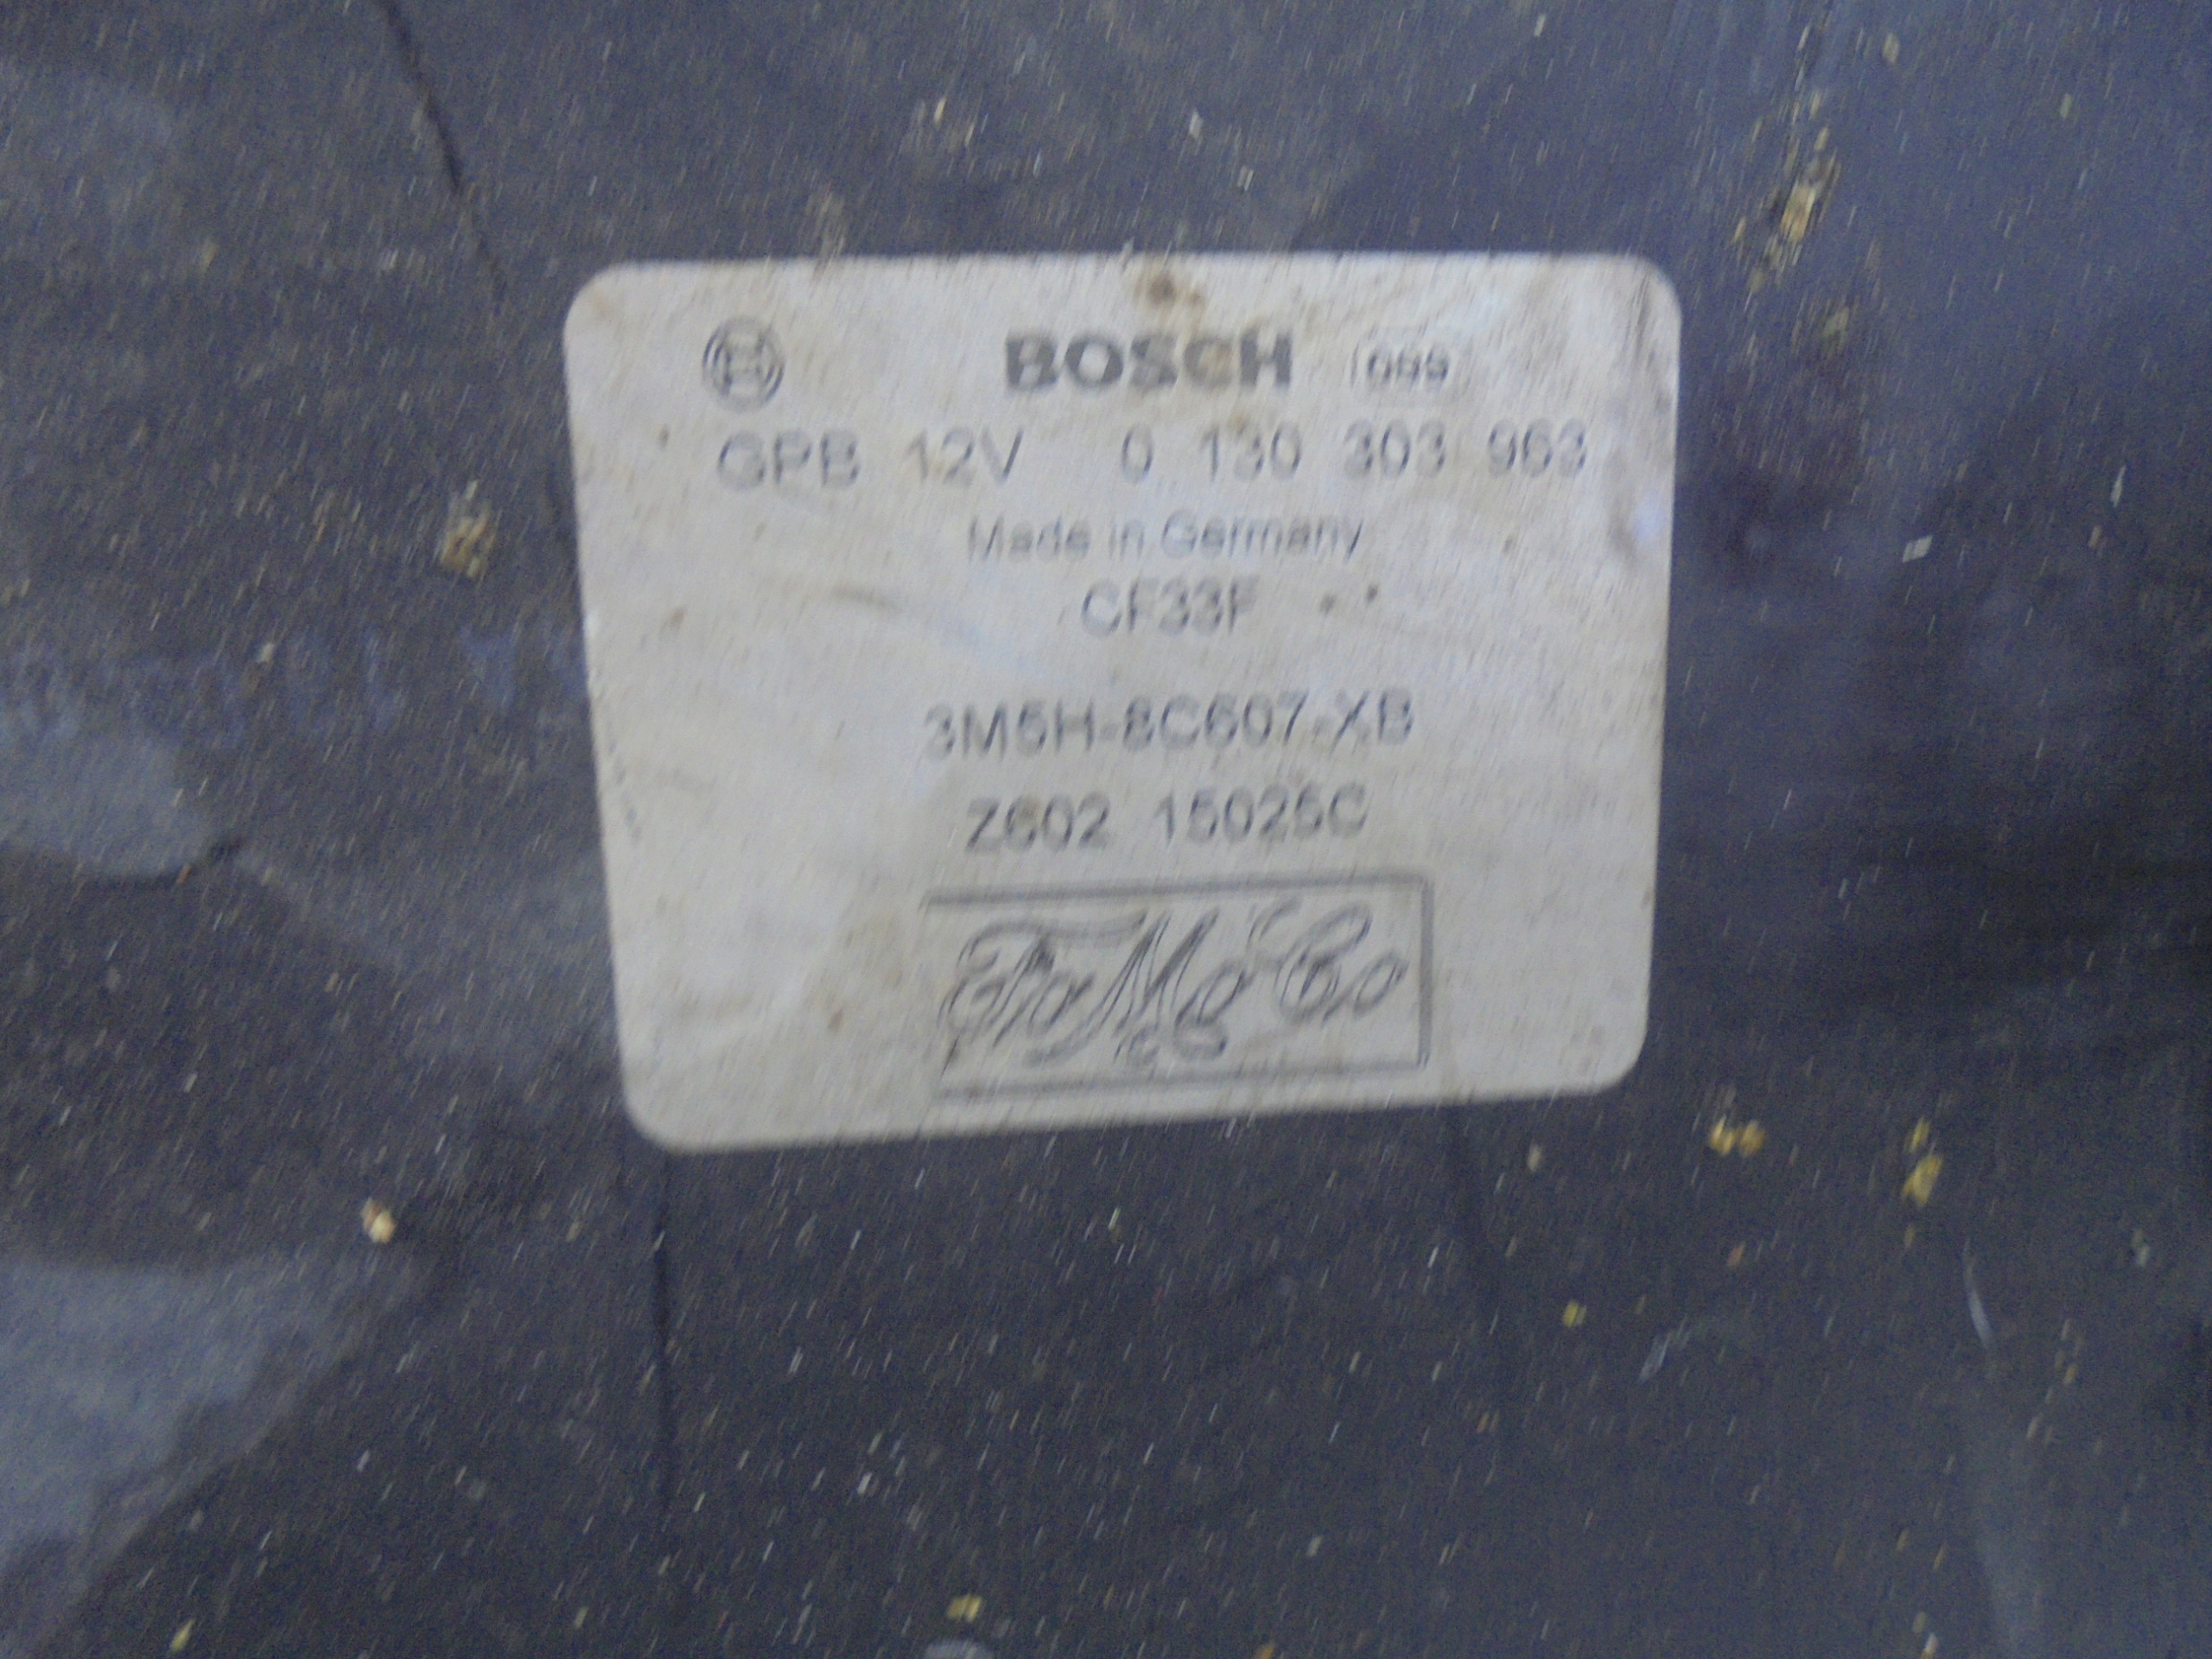 BOSCH
GPB 12V 0 130 303 963
Made in Germany
CF33F
3M5H-8C607-XB
Z602 15025C
FoMoCo